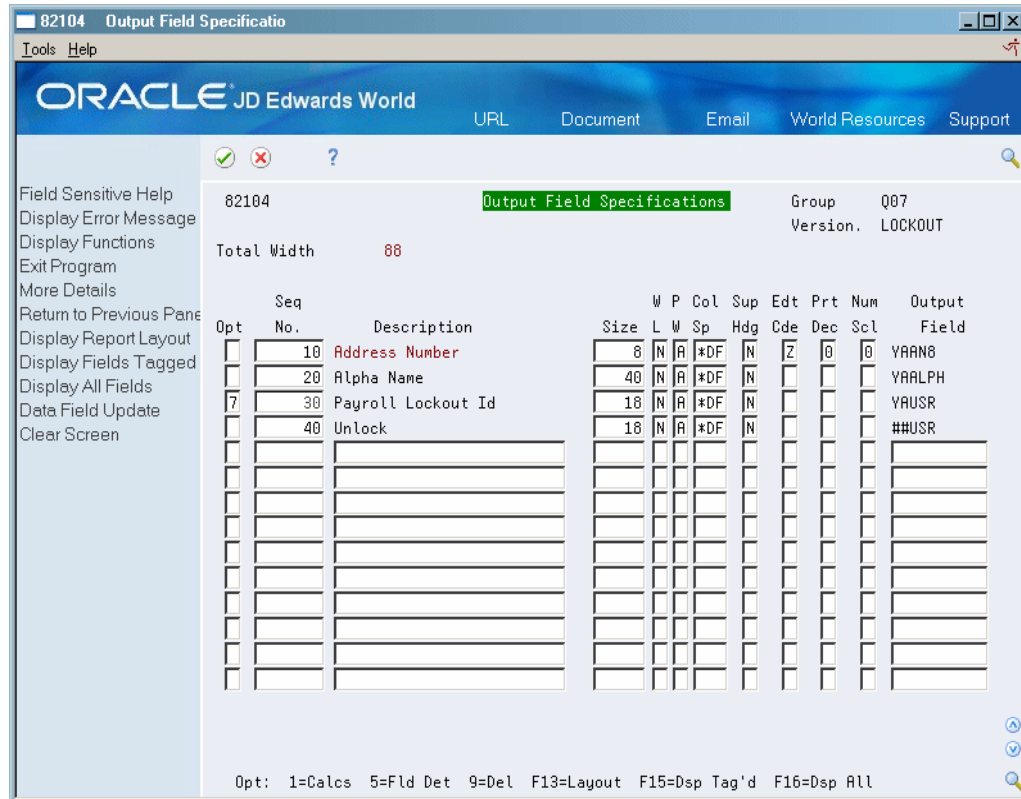 82104 Output Field Specificatio
Tools Help
ORACLE JD Edwards World
URL Document Email World Resources Support
?
Field Sensitive Help
Display Error Message
Display Functions
Exit Program
More Details
Return to Previous Pane
Display Report Layout
Display Fields Tagged
Display All Fields
Data Field Update
Clear Screen
82104 Output Field Specifications Group Q07
Version. LOCKOUT
Total Width 88
Seq W P Col Sup Edt Prt Num Output
Opt No. Description Size L W Sp Hdg Cde Dec Scl Field
10 Address Number 8 N A *DF N Z 0 0 YAAN8
20 Alpha Name 40 N A *DF N YAALPH
7 30 Payroll Lockout Id 18 N A *DF N YAUSR
40 Unlock 18 N A *DF N ##USR
Opt: 1=Calcs 5=Fld Det 9=Del F13=Layout F15=Dsp Tag'd F16=Dsp All